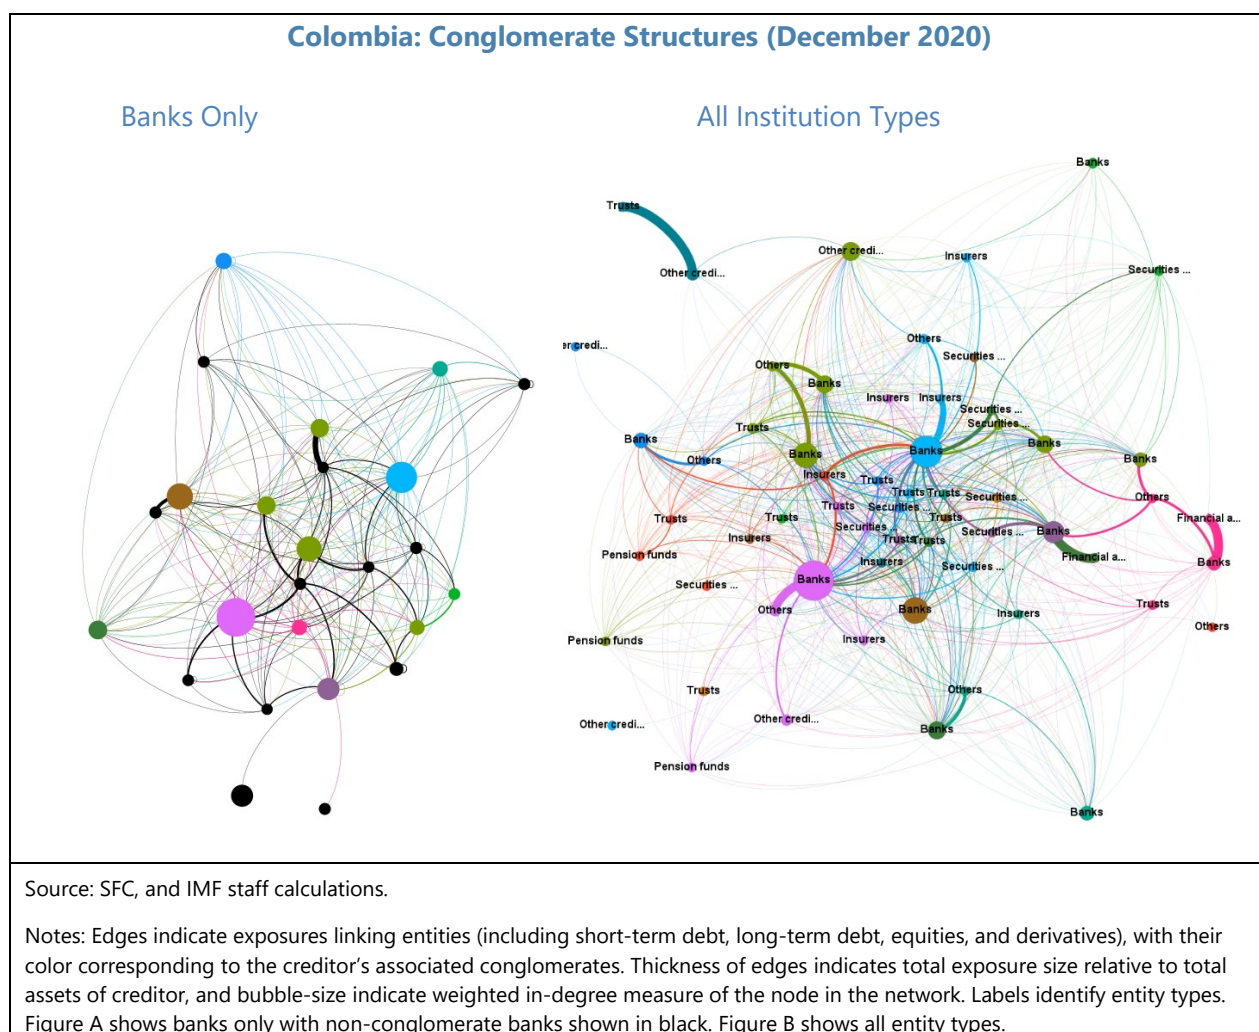 Colombia: Conglomerate Structures (December 2020)
Banks Only
All Institution Types
Banks
Trusts
Other credi...
Insurers
Other credi...
Securities ...
Others
er credi...
Securities ...
Others
Banks
Insurers
Insurers
Securities ...
Securities ...
Trusts
Banks
Banks
Banks
Banks
Others
Banks
Insurers
Trusts
Trusts
Trusts
Securities ...
Others
Trusts
Securities ...
Trusts
Trusts
Trusts
Financial a...
Securities
Securities ...
Banks
Insurers
Trusts
Trusts
Pension funds
Financial a...
Insurers
Securities ...
Banks
Securities ...
Banks
Others
Banks
Insurers
Trusts
Others
Pension funds
Insurers
Trusts
Others
Other credi...
Other credi...
Banks
Pension funds
Banks
Source: SFC, and IMF staff calculations.
Notes: Edges indicate exposures linking entities (including short-term debt, long-term debt, equities, and derivatives), with their
color corresponding to the creditor’s associated conglomerates. Thickness of edges indicates total exposure size relative to total
assets of creditor, and bubble-size indicate weighted in-degree measure of the node in the network. Labels identify entity types.
Figure A shows banks only with non-conglomerate banks shown in black. Figure B shows all entity types.